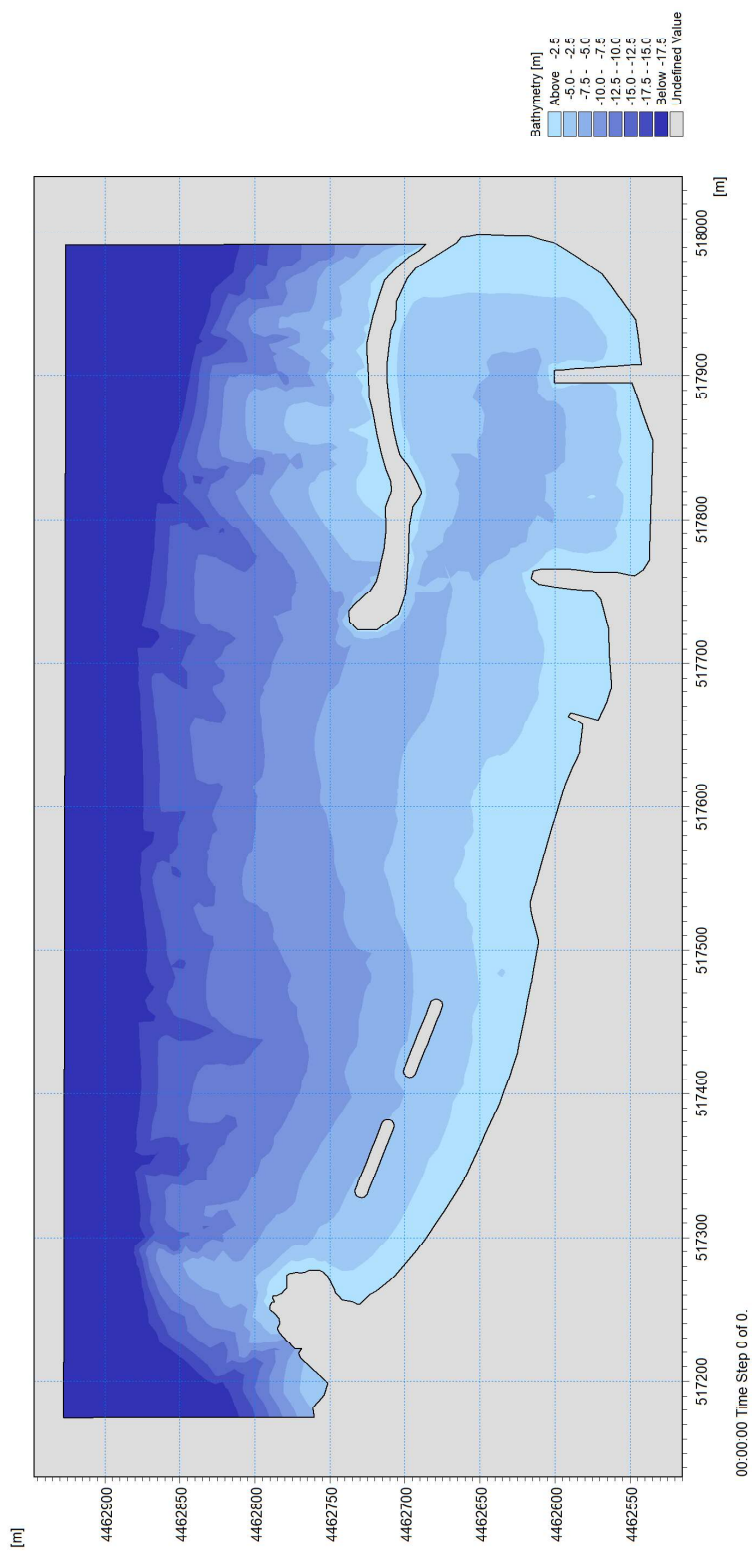 [m]
4462900
4462850
4462800
4462750
4462700
4462650
4462600
4462550
517200
517300
517400
517500
517600
517700
517800
517900
518000
[m]
Bathymetry [m]
Above -2.5
-5.0 - -2.5
-7.5 - -5.0
-10.0 - -7.5
-12.5 - -10.0
-15.0 - -12.5
-17.5 - -15.0
Below -17.5
Undefined Value
00:00:00 Time Step 0 of 0.